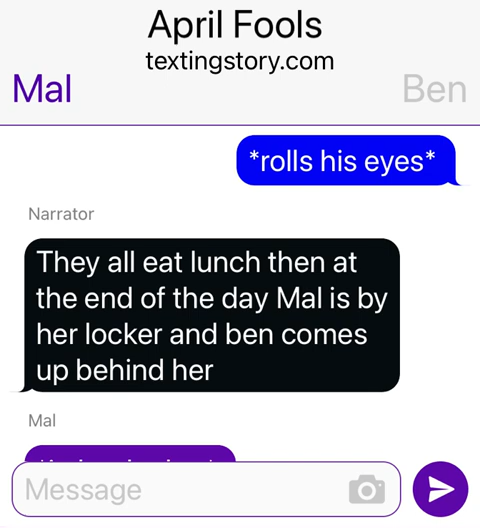 April Fools
textingstory.com
Mal
Ben
*rolls his eyes*
Narrator
They all eat lunch then at
the end of the day Mal is by
her locker and ben comes
up behind her
Mal
Message